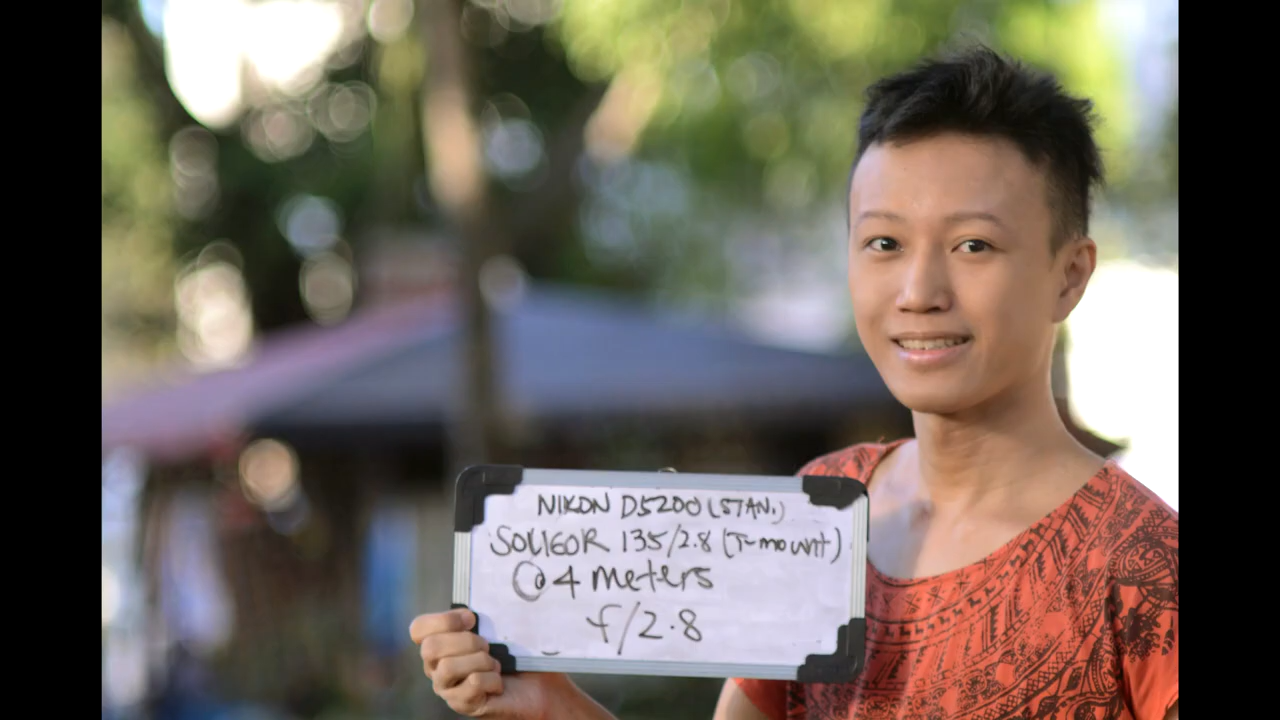 NIKON D5200 (STAN.)
SOLIGOR 135/2.8 (T-mount)
@ 4 meters
f/2.8